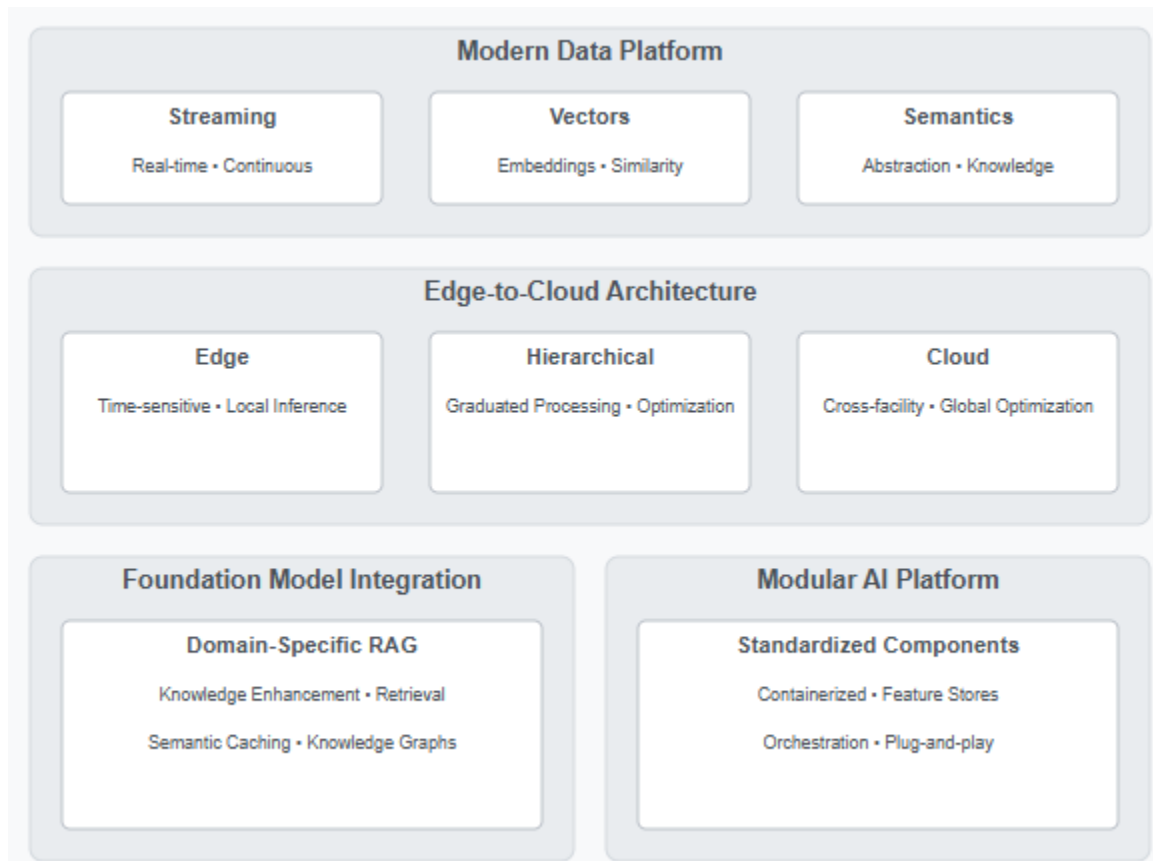 Modern Data Platform
Streaming
Real-time • Continuous
Vectors
Embeddings • Similarity
Semantics
Abstraction • Knowledge
Edge-to-Cloud Architecture
Edge
Time-sensitive • Local Inference
Hierarchical
Graduated Processing • Optimization
Cloud
Cross-facility • Global Optimization
Foundation Model Integration
Domain-Specific RAG
Knowledge Enhancement • Retrieval
Semantic Caching • Knowledge Graphs
Modular AI Platform
Standardized Components
Containerized • Feature Stores
Orchestration • Plug-and-play